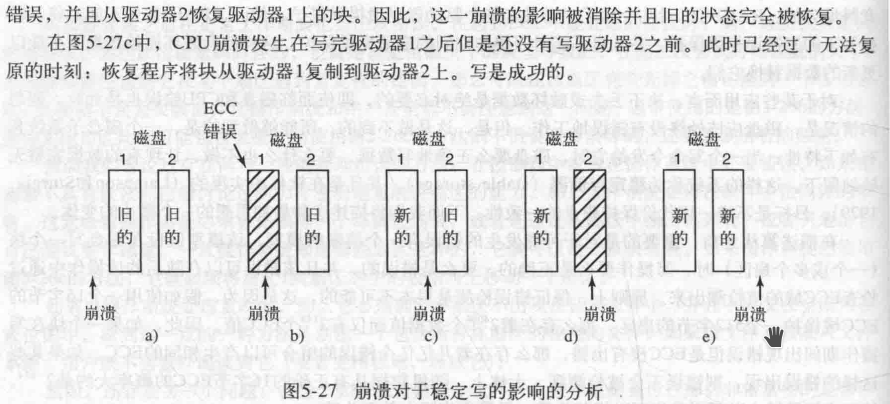 错误，并且从驱动器2恢复驱动器1上的块。因此，这一崩溃的影响被消除并且旧的状态完全被恢复。
在图5-27c中，CPU崩溃发生在写完驱动器1之后但是还没有写驱动器2之前。此时已经过了无法复
原的时刻：恢复程序将块从驱动器1复制到驱动器2上。写是成功的。
ECC
错误
磁盘 磁盘 磁盘 磁盘 磁盘
1 2 1 2 1 2 1 2 1 2
旧的 旧的 旧的 新的 旧的 新的 新的 新的
崩溃 崩溃 崩溃 崩溃 崩溃
a) b) c) d) e)
图5-27 崩溃对于稳定写的影响的分析